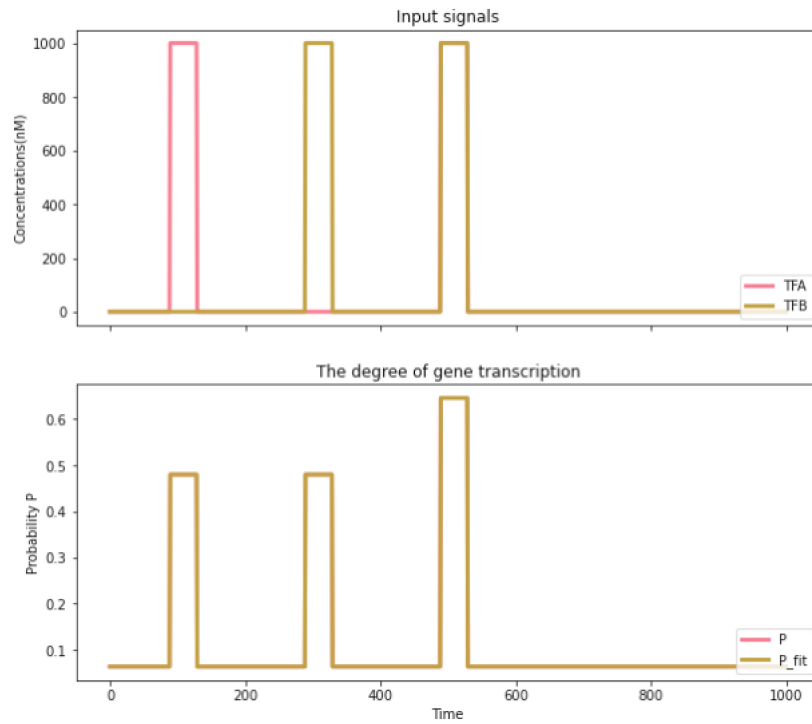 Input signals
Concentrations(nM)
1000
800
600
400
200
0
TFA
TFB
The degree of gene transcription
Probability P
0.6
0.5
0.4
0.3
0.2
0.1
P
P_fit
0 200 400 600 800 1000
Time